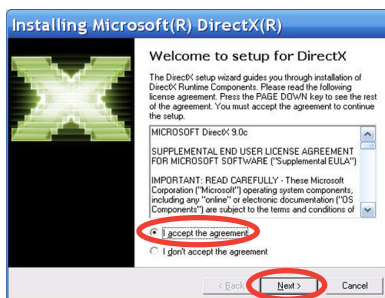 Installing Microsoft(R) DirectX(R)
Welcome to setup for DirectX
The DirectX setup wizard guides you through installation of
DirectX Runtime Components. Please read the following
license agreement. Press the PAGE DOWN key to see the rest
of the agreement. You must accept the agreement to continue
the setup.
MICROSOFT DirectX 9.0c
SUPPLEMENTAL END USER LICENSE AGREEMENT
FOR MICROSOFT SOFTWARE ("Supplemental EULA")
IMPORTANT: READ CAREFULLY - These Microsoft
Corporation ("Microsoft") operating system components,
including any "online" or electronic documentation ("OS
Components") are subject to the terms and conditions of
I accept the agreement
I don't accept the agreement
< Back
Next >
Cancel